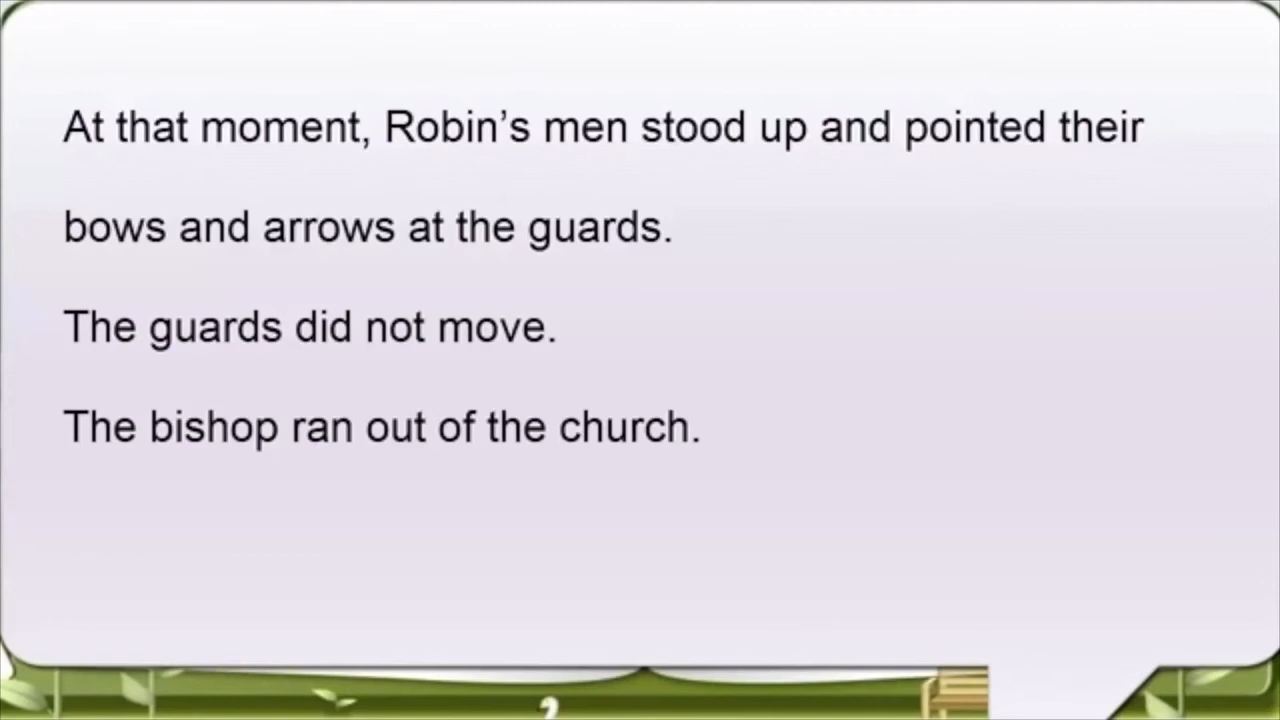 At that moment, Robin’s men stood up and pointed their
bows and arrows at the guards.
The guards did not move.
The bishop ran out of the church.